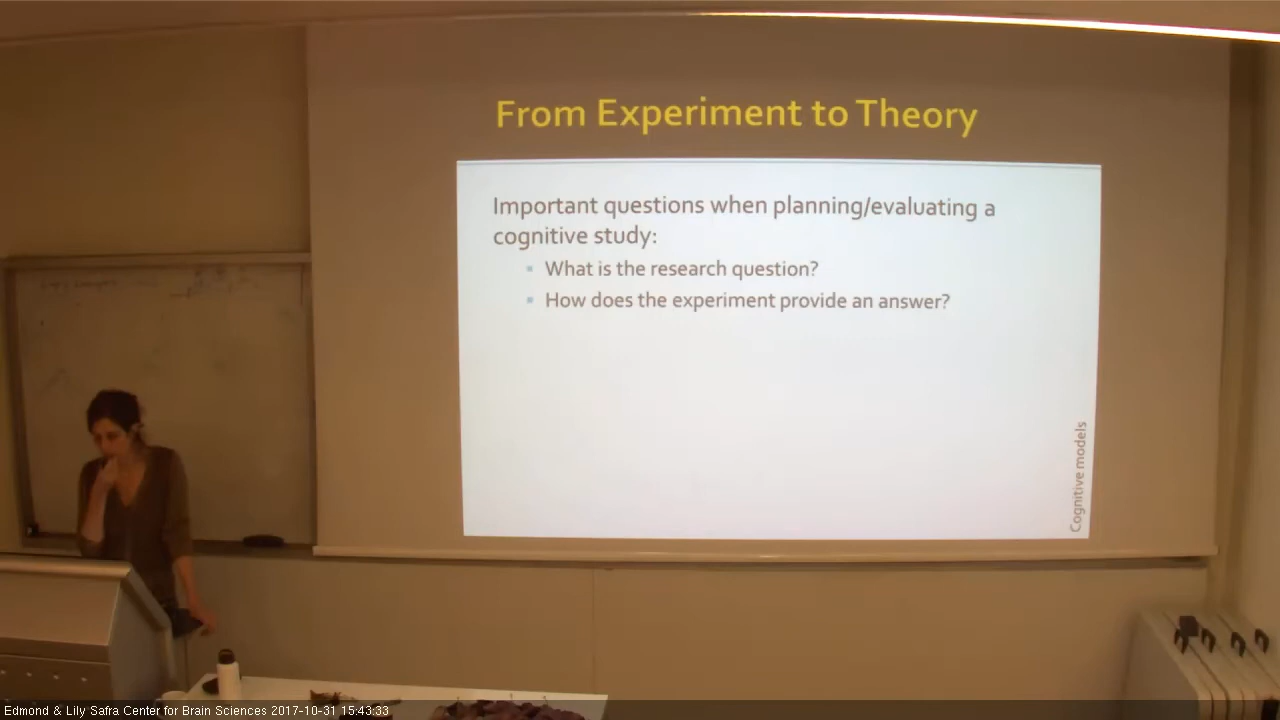 From Experiment to Theory
Important questions when planning/evaluating a
cognitive study:
What is the research question?
How does the experiment provide an answer?
Cognitive models
Edmond & Lily Safra Center for Brain Sciences 2017-10-31 15:43:33